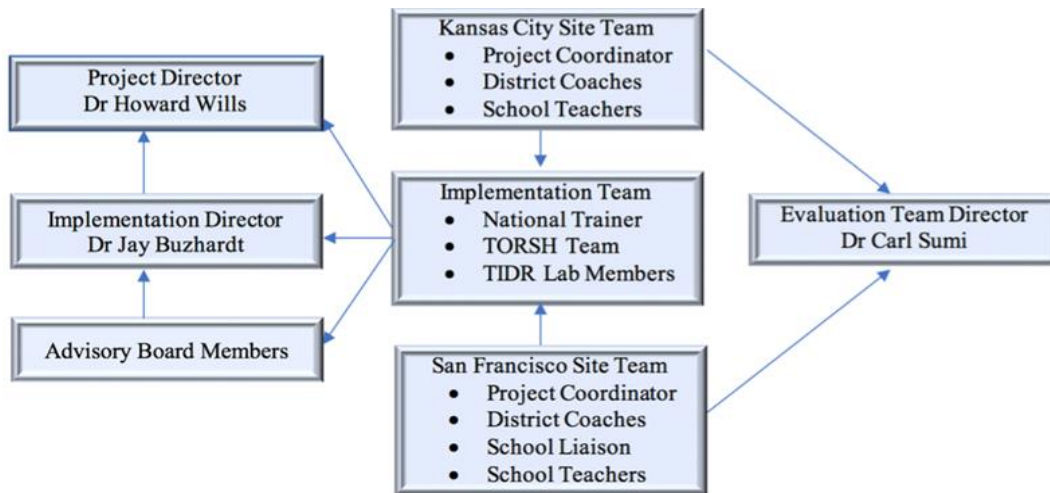 Project Director
Dr Howard Wills
Implementation Director
Dr Jay Buzhardt
Advisory Board Members
Kansas City Site Team
• Project Coordinator
• District Coaches
• School Teachers
Implementation Team
• National Trainer
• TORSH Team
• TIDR Lab Members
San Francisco Site Team
• Project Coordinator
• District Coaches
• School Liaison
• School Teachers
Evaluation Team Director
Dr Carl Sumi